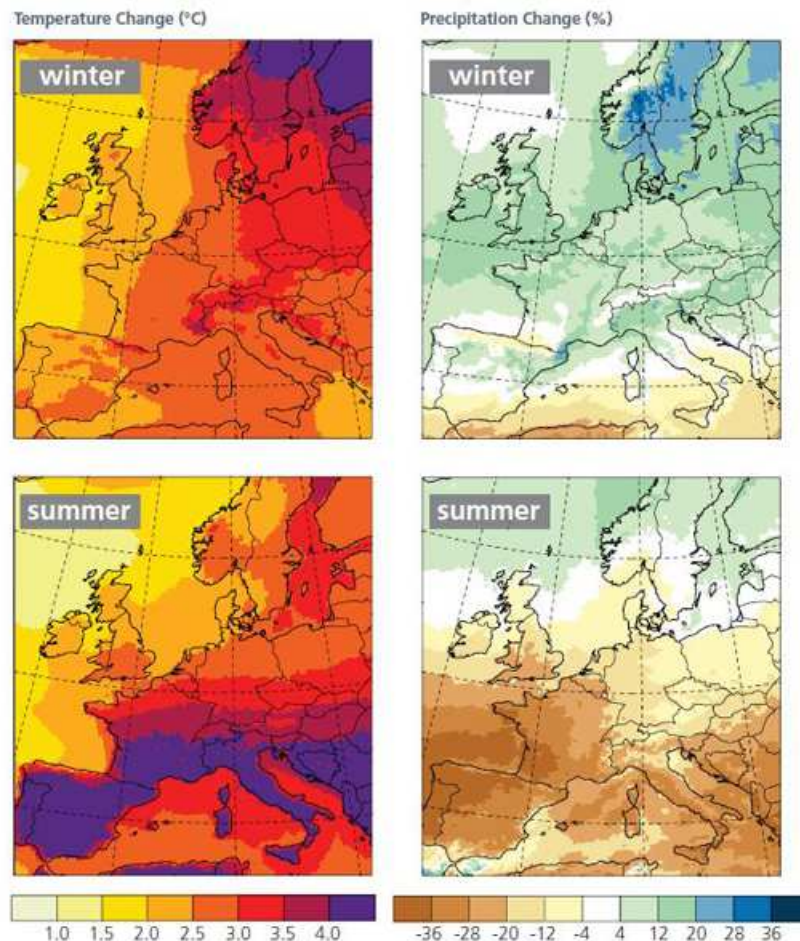 Temperature Change (°C)
Precipitation Change (%)
winter
winter
summer
summer
1.0 1.5 2.0 2.5 3.0 3.5 4.0
-36 -28 -20 -12 -4 4 12 20 28 36